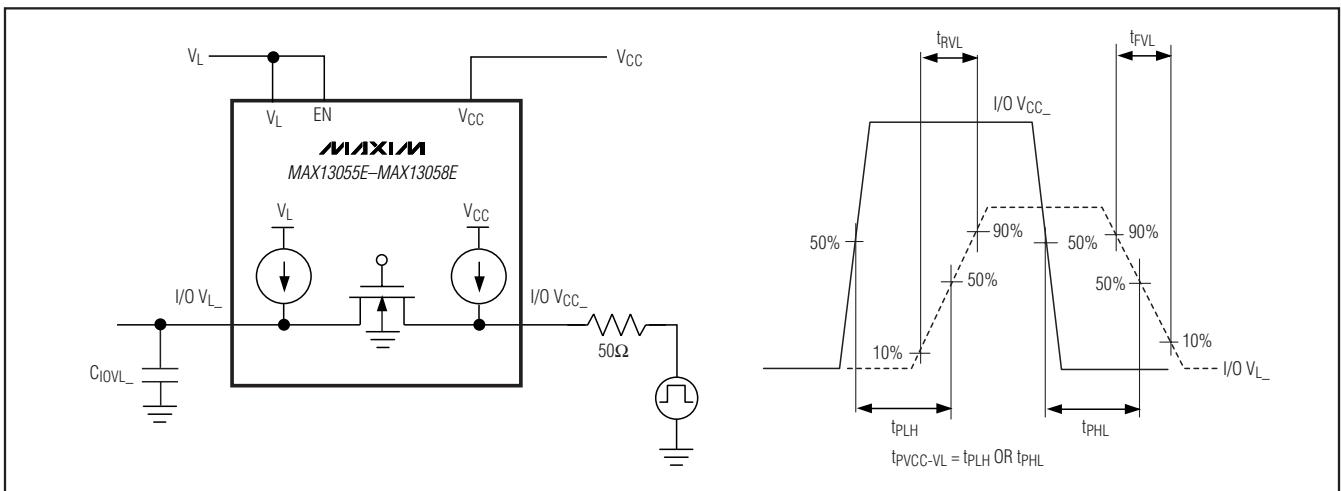 V_L
V_CC
V_L
EN
V_CC
MAXIM
MAX13055E–MAX13058E
V_L
V_CC
I/O V_L_
I/O V_CC_
50Ω
C_IOVL_
t_RVL
t_FVL
I/O V_CC_
50%
90%
50%
10%
50%
90%
50%
10%
I/O V_L_
t_PLH
t_PHL
t_PVCC-VL = t_PLH OR t_PHL